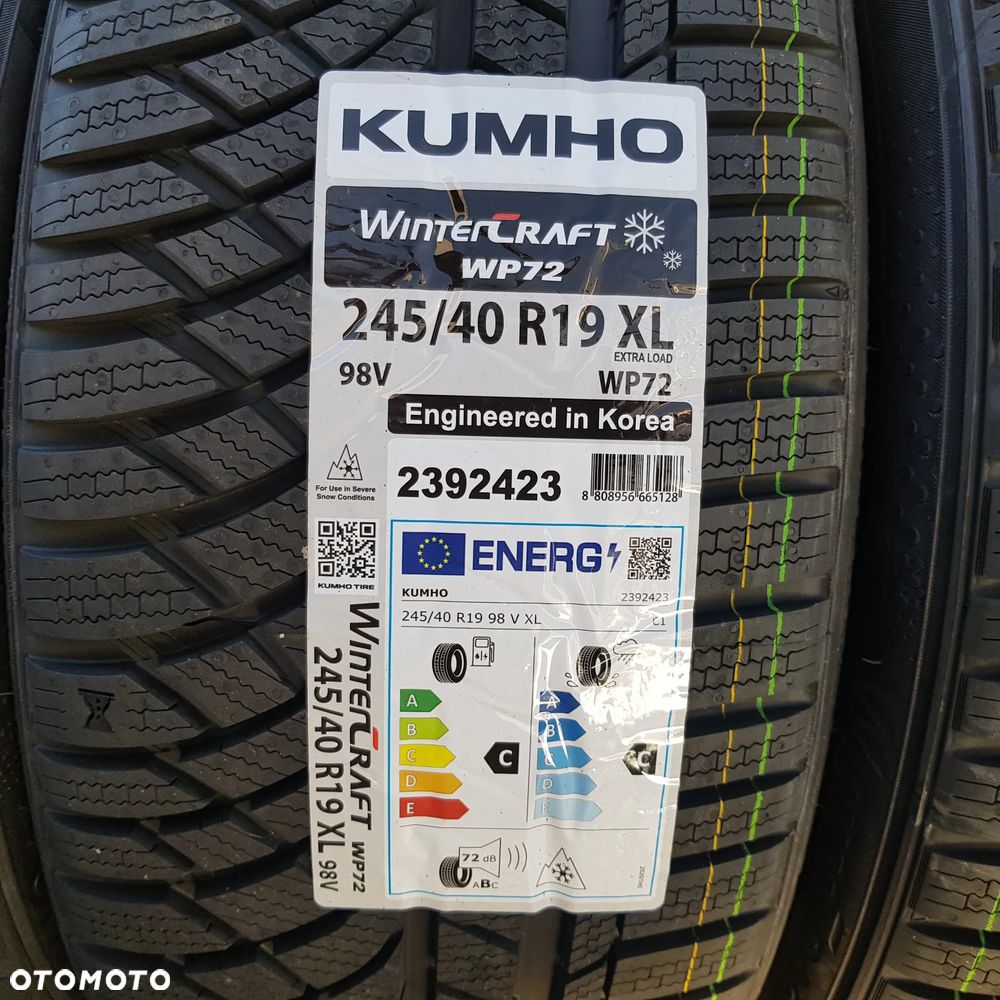 KUMHO
WINTERCRAFT
WP72
245/40 R19 XL
EXTRA LOAD
98V
WP72
Engineered in Korea
For Use in Severe
Snow Conditions
2392423
8 808956 665128
KUMHO TIRE
ENERG
KUMHO
2392423
245/40 R19 98 V XL
C1
A
B
C
D
E
C
A
B
C
D
E
C
72 dB
ABC
WINTERCRAFT WP72
245/40 R19 XL 98V
OTOMOTO